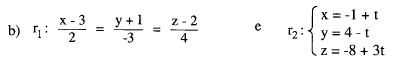 b) r₁: (x - 3)/2 = (y + 1)/-3 = (z - 2)/4 e r₂: { x = -1 + t
y = 4 - t
z = -8 + 3t